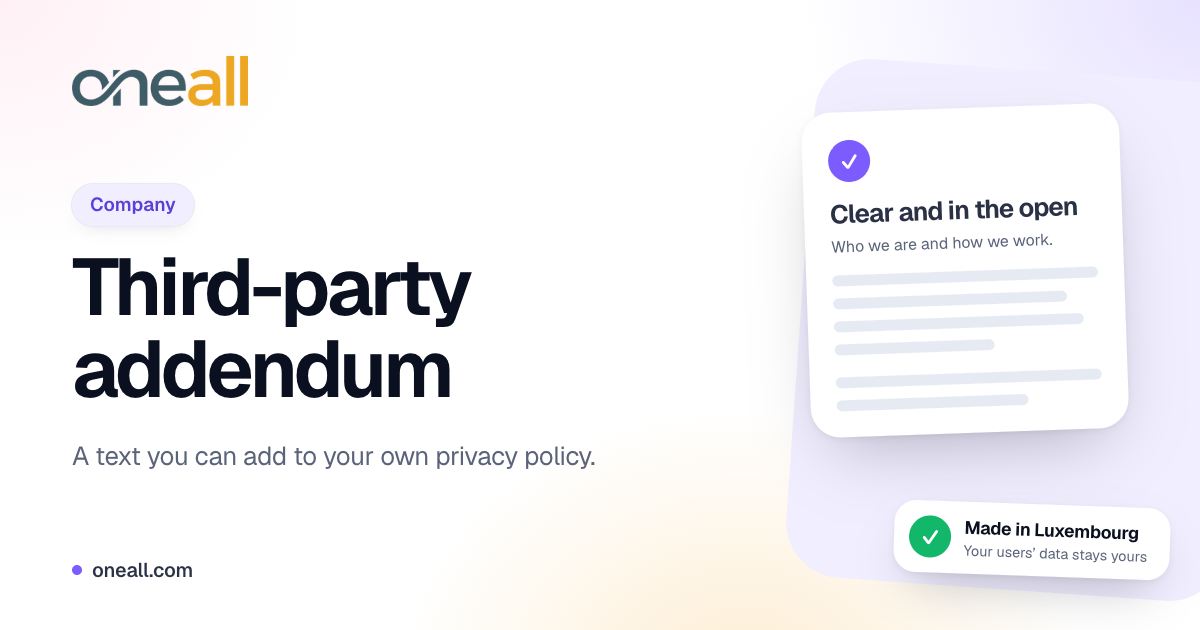 oneall
Company
Third-party
addendum
A text you can add to your own privacy policy.
oneall.com
Clear and in the open
Who we are and how we work.
Made in Luxembourg
Your users’ data stays yours